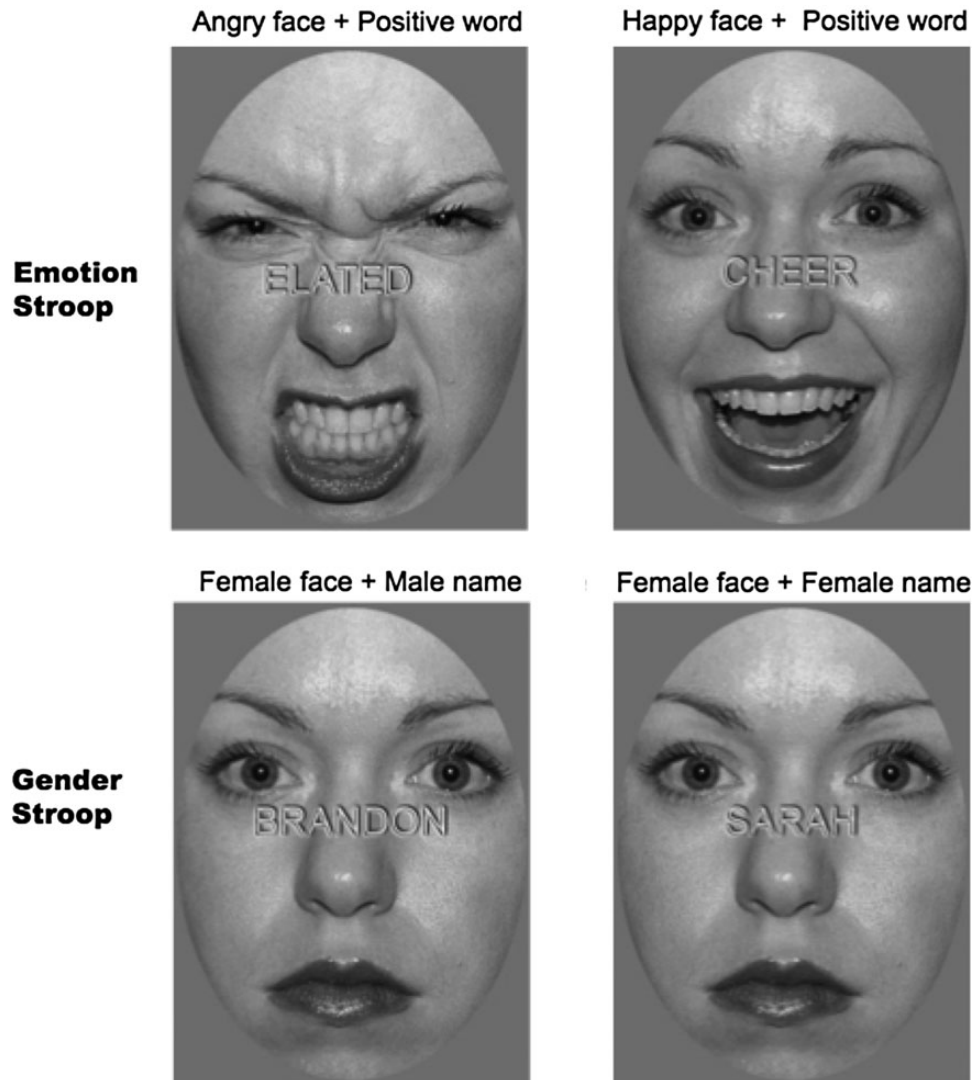 Angry face + Positive word
Happy face + Positive word
Emotion
Stroop
ELATED
CHEER
Female face + Male name
Female face + Female name
Gender
Stroop
BRANDON
SARAH